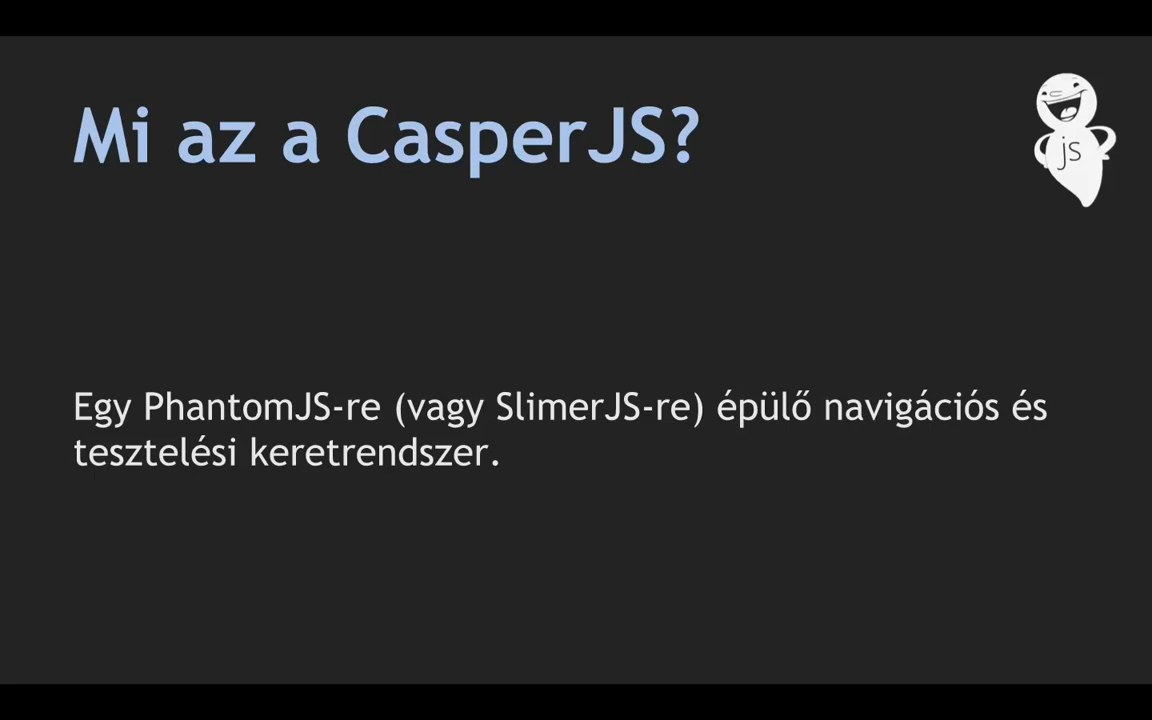 Mi az a CasperJS?
js
Egy PhantomJS-re (vagy SlimerJS-re) épülő navigációs és
tesztelési keretrendszer.